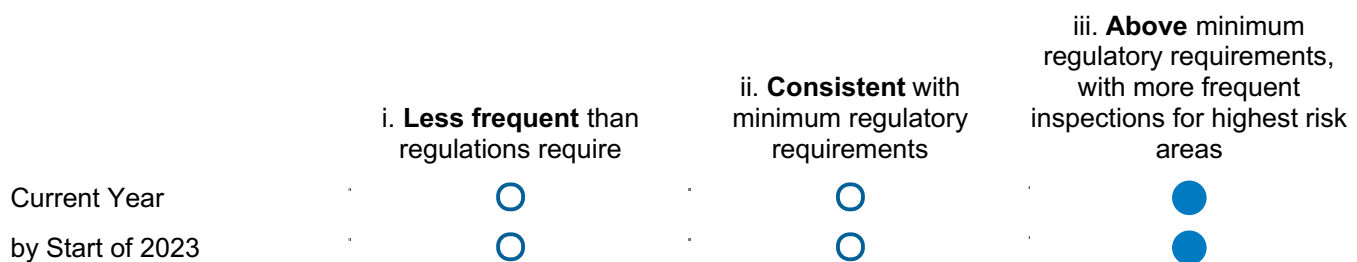 i. Less frequent than
regulations require
ii. Consistent with
minimum regulatory
requirements
iii. Above minimum
regulatory requirements,
with more frequent
inspections for highest risk
areas
Current Year
by Start of 2023